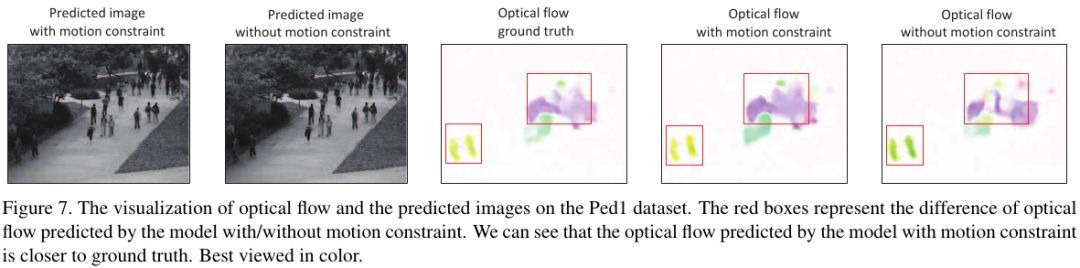 Predicted image
with motion constraint
Predicted image
without motion constraint
Optical flow
ground truth
Optical flow
with motion constraint
Optical flow
without motion constraint
Figure 7. The visualization of optical flow and the predicted images on the Ped1 dataset. The red boxes represent the difference of optical
flow predicted by the model with/without motion constraint. We can see that the optical flow predicted by the model with motion constraint
is closer to ground truth. Best viewed in color.